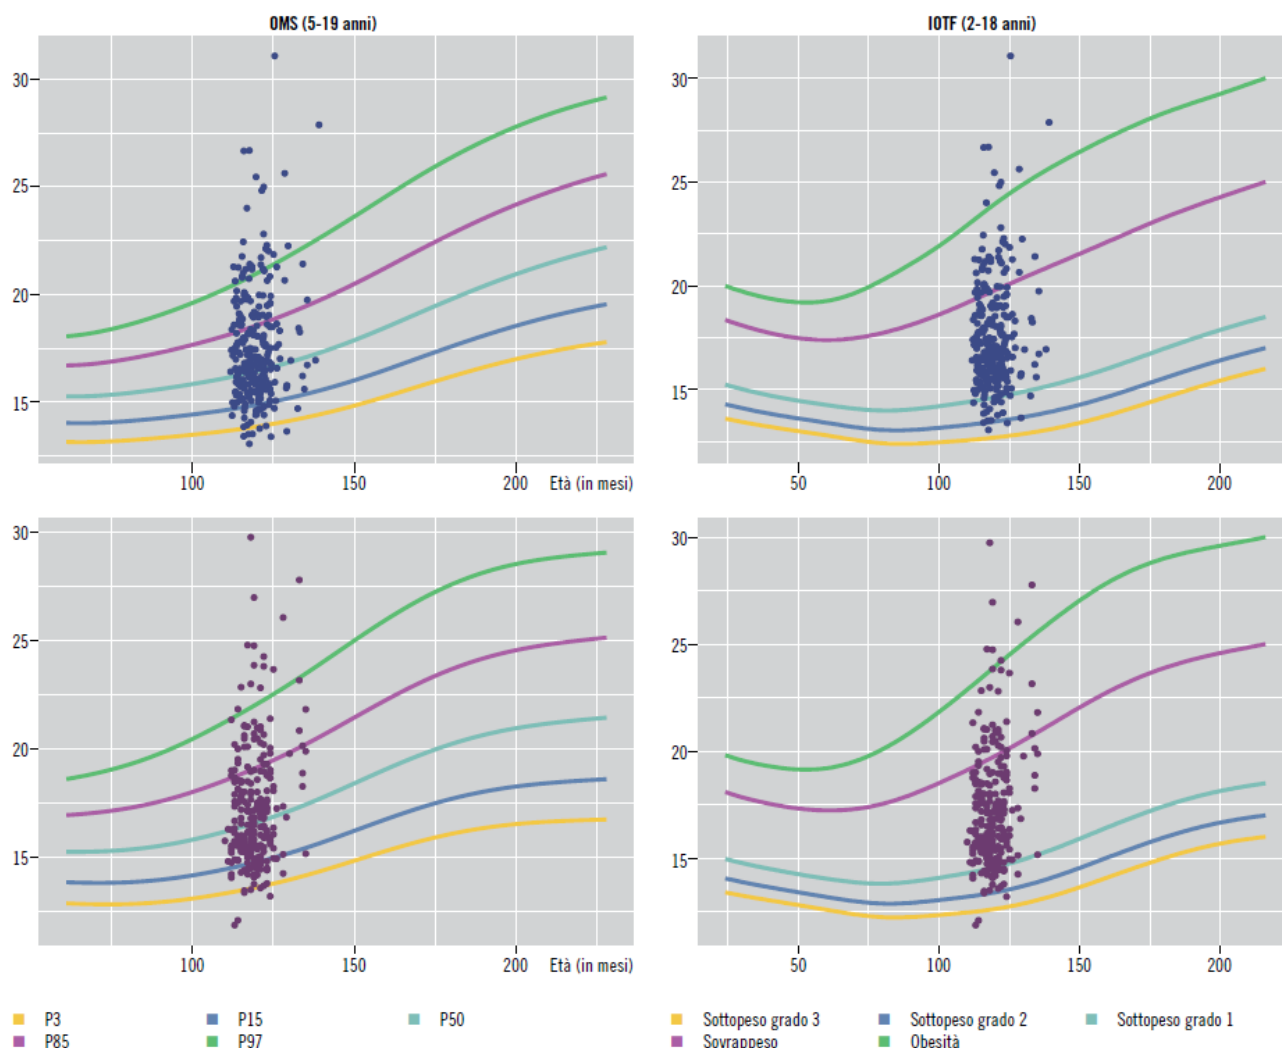 OMS (5-19 anni)
IOTF (2-18 anni)
30
25
20
15
100
150
200
Età (in mesi)
30
25
20
15
50
100
150
200
30
25
20
15
100
150
200
Età (in mesi)
30
25
20
15
50
100
150
200
P3
P15
P50
P85
P97
Sottopeso grado 3
Sottopeso grado 2
Sottopeso grado 1
Sovrappeso
Obesità